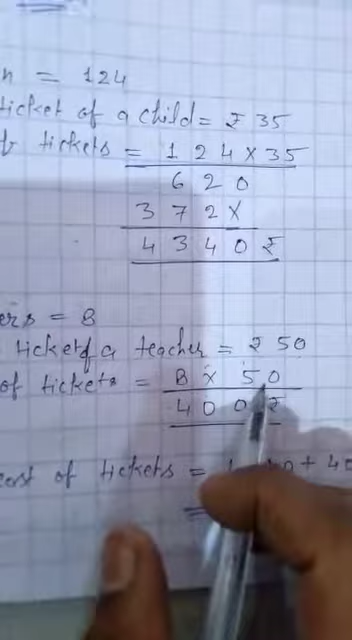 = 124
ticket of a child = ₹ 35
tickets = 124 × 35
620
372×
4340 ₹
= 8
ticket of a teacher = ₹ 50
of tickets = 8 × 50
400 ₹
cost of tickets =
=